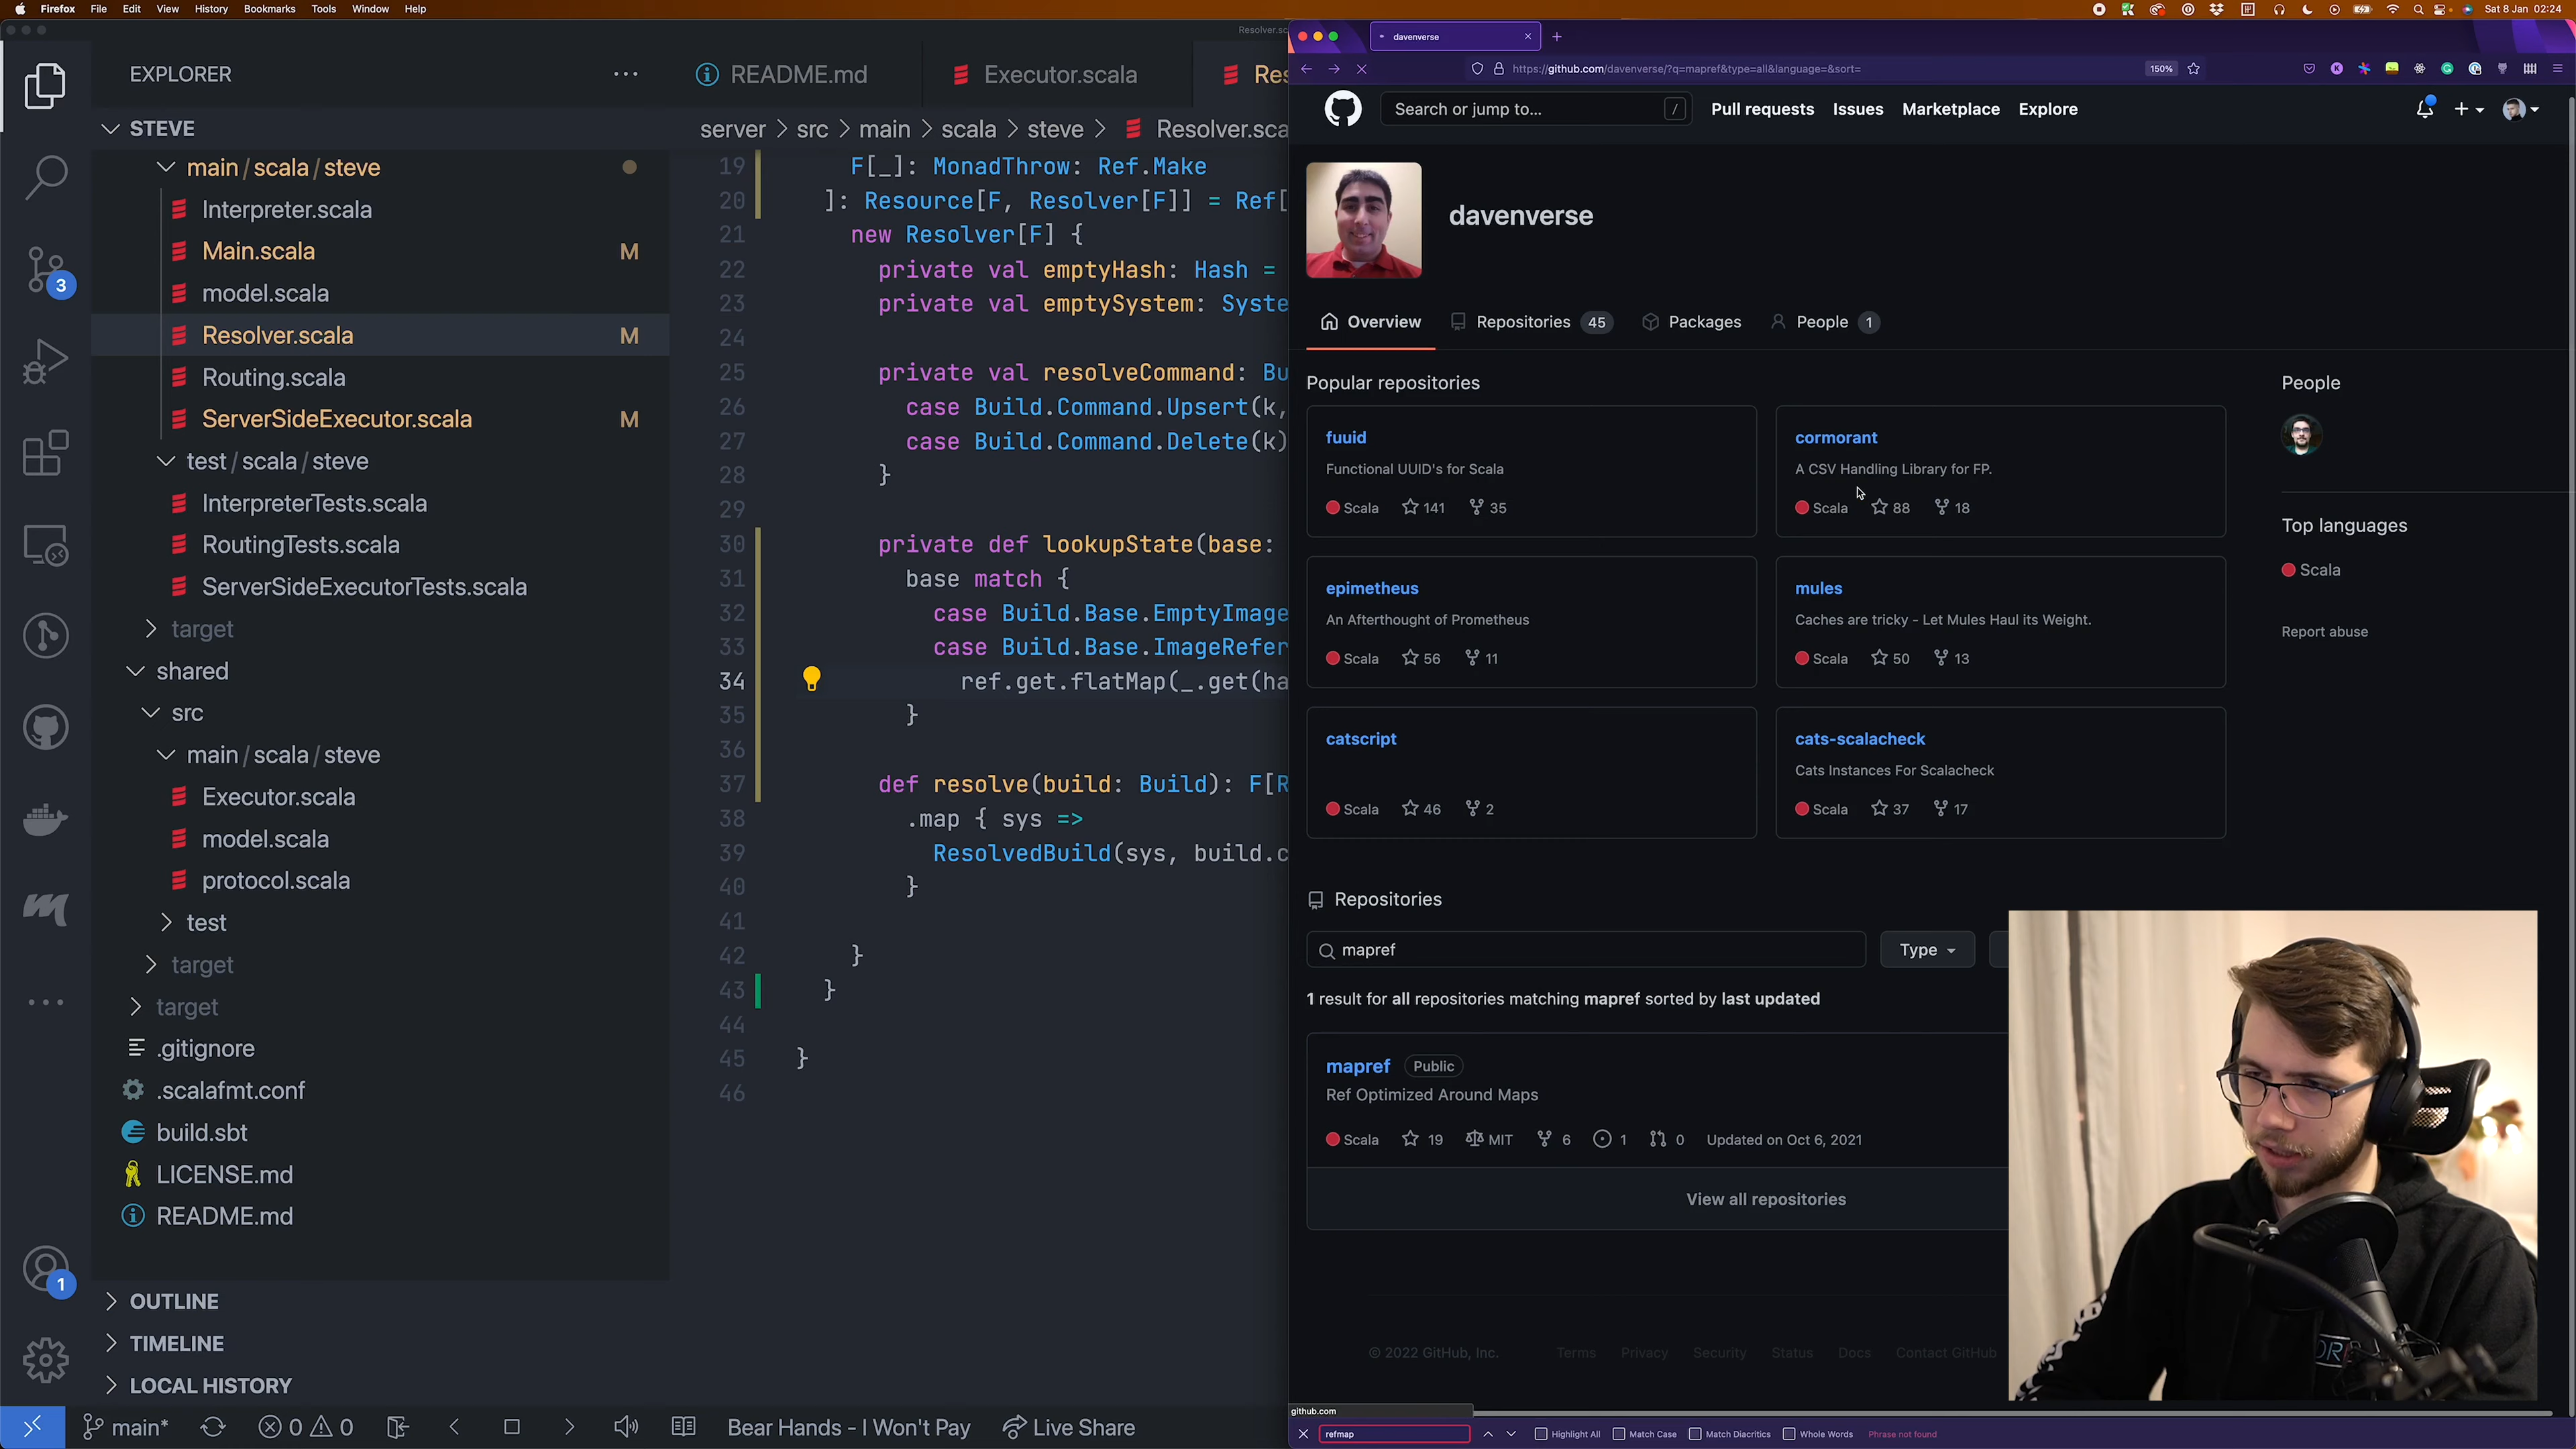 Firefox File Edit View History Bookmarks Tools Window Help
Sat 8 Jan 02:24
EXPLORER
STEVE
main / scala / steve
Interpreter.scala
Main.scala M
model.scala
Resolver.scala M
Routing.scala
ServerSideExecutor.scala M
test / scala / steve
InterpreterTests.scala
RoutingTests.scala
ServerSideExecutorTests.scala
target
shared
src
main / scala / steve
Executor.scala
model.scala
protocol.scala
test
target
target
.gitignore
.scalafmt.conf
build.sbt
LICENSE.md
README.md
OUTLINE
TIMELINE
LOCAL HISTORY
3
1
Resolver.sc
README.md Executor.scala Res
server > src > main > scala > steve > Resolver.sca
19 F[_]: MonadThrow: Ref.Make
20 ]: Resource[F, Resolver[F]] = Ref[
21 new Resolver[F] {
22 private val emptyHash: Hash =
23 private val emptySystem: Syste
24
25 private val resolveCommand: Bu
26 case Build.Command.Upsert(k,
27 case Build.Command.Delete(k)
28 }
29
30 private def lookupState(base:
31 base match {
32 case Build.Base.EmptyImage
33 case Build.Base.ImageRefer
34 ref.get.flatMap(_.get(ha
35 }
36
37 def resolve(build: Build): F[R
38 .map { sys =>
39 ResolvedBuild(sys, build.c
40 }
41
42 }
43 }
44
45 }
46
main* 0 0 Bear Hands - I Won't Pay Live Share
davenverse
https://github.com/davenverse/?q=mapref&type=all&language=&sort= 150%
Search or jump to... / Pull requests Issues Marketplace Explore
davenverse
Overview Repositories 45 Packages People 1
Popular repositories
fuuid
Functional UUID's for Scala
Scala 141 35
cormorant
A CSV Handling Library for FP.
Scala 88 18
epimetheus
An Afterthought of Prometheus
Scala 56 11
mules
Caches are tricky - Let Mules Haul its Weight.
Scala 50 13
catscript
Scala 46 2
cats-scalacheck
Cats Instances For Scalacheck
Scala 37 17
People
Top languages
Scala
Report abuse
Repositories
mapref Type
1 result for all repositories matching mapref sorted by last updated
mapref Public
Ref Optimized Around Maps
Scala 19 MIT 6 1 0 Updated on Oct 6, 2021
View all repositories
© 2022 GitHub, Inc. Terms Privacy Security Status Docs Contact GitHub
github.com
refmap Highlight All Match Case Match Diacritics Whole Words Phrase not found